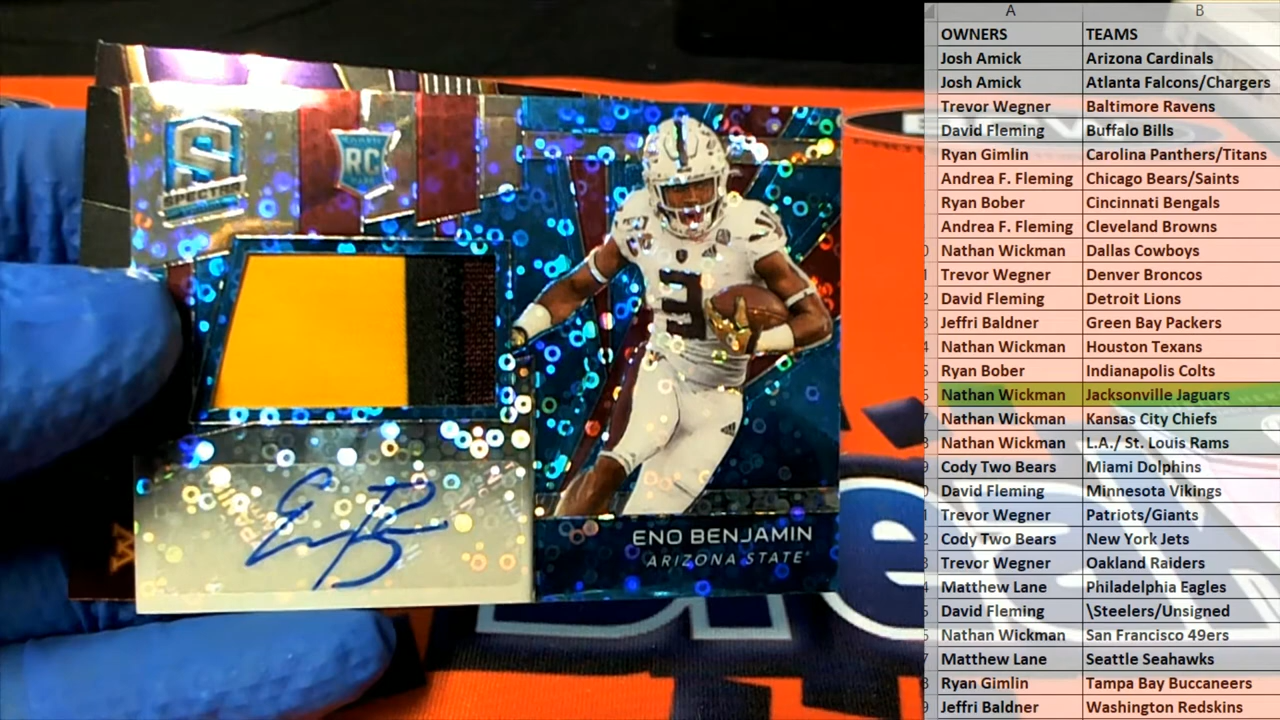 SPECTRA
RC
3
ENO BENJAMIN
ARIZONA STATE
A B
OWNERS TEAMS
Josh Amick Arizona Cardinals
Josh Amick Atlanta Falcons/Chargers
Trevor Wegner Baltimore Ravens
David Fleming Buffalo Bills
Ryan Gimlin Carolina Panthers/Titans
Andrea F. Fleming Chicago Bears/Saints
Ryan Bober Cincinnati Bengals
Andrea F. Fleming Cleveland Browns
Nathan Wickman Dallas Cowboys
Trevor Wegner Denver Broncos
David Fleming Detroit Lions
Jeffri Baldner Green Bay Packers
Nathan Wickman Houston Texans
Ryan Bober Indianapolis Colts
Nathan Wickman Jacksonville Jaguars
Nathan Wickman Kansas City Chiefs
Nathan Wickman L.A./ St. Louis Rams
Cody Two Bears Miami Dolphins
David Fleming Minnesota Vikings
Trevor Wegner Patriots/Giants
Cody Two Bears New York Jets
Trevor Wegner Oakland Raiders
Matthew Lane Philadelphia Eagles
David Fleming \Steelers/Unsigned
Nathan Wickman San Francisco 49ers
Matthew Lane Seattle Seahawks
Ryan Gimlin Tampa Bay Buccaneers
Jeffri Baldner Washington Redskins